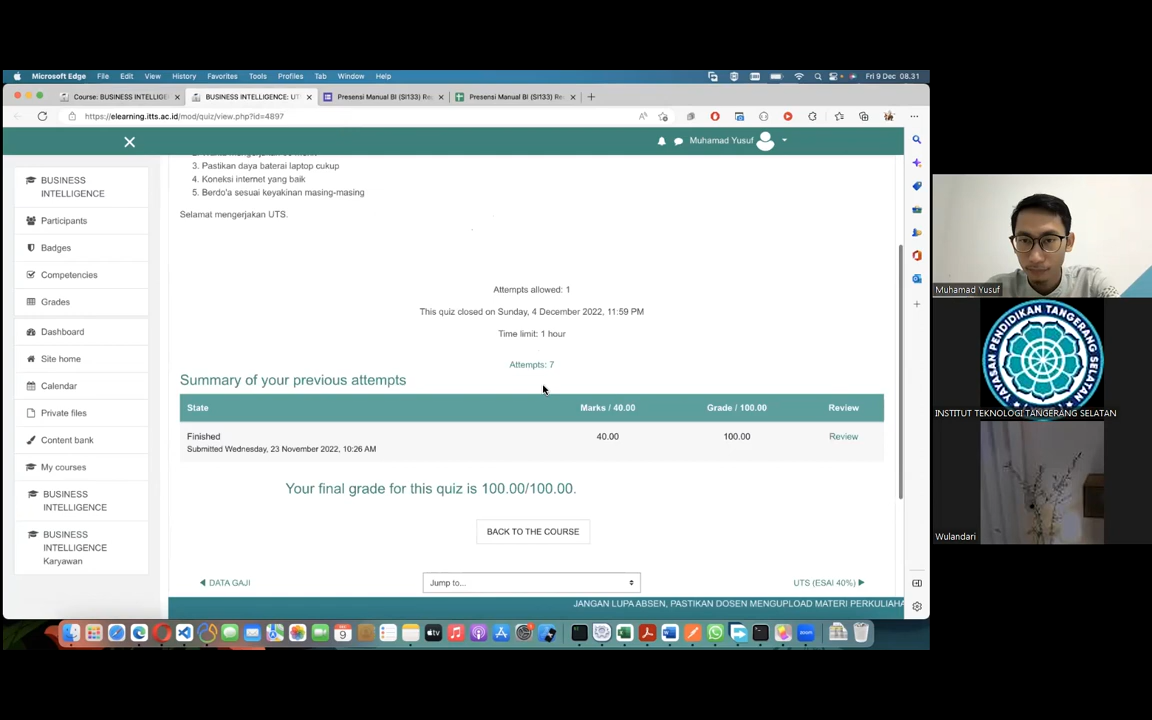 Microsoft Edge File Edit View History Favorites Tools Profiles Tab Window Help Fri 9 Dec 08.31
Course: BUSINESS INTELLIGE BUSINESS INTELLIGENCE: UT Presensi Manual BI (SI133) Re Presensi Manual BI (SI133) Re
https://elearning.itts.ac.id/mod/quiz/view.php?id=4897
Muhamad Yusuf
BUSINESS
INTELLIGENCE
Participants
Badges
Competencies
Grades
Dashboard
Site home
Calendar
Private files
Content bank
My courses
BUSINESS
INTELLIGENCE
BUSINESS
INTELLIGENCE
Karyawan
3. Pastikan daya baterai laptop cukup
4. Koneksi internet yang baik
5. Berdo'a sesuai keyakinan masing-masing
Selamat mengerjakan UTS.
Attempts allowed: 1
This quiz closed on Sunday, 4 December 2022, 11:59 PM
Time limit: 1 hour
Attempts: 7
Summary of your previous attempts
State Marks / 40.00 Grade / 100.00 Review
Finished 40.00 100.00 Review
Submitted Wednesday, 23 November 2022, 10:26 AM
Your final grade for this quiz is 100.00/100.00.
BACK TO THE COURSE
DATA GAJI Jump to... UTS (ESAI 40%)
JANGAN LUPA ABSEN, PASTIKAN DOSEN MENGUPLOAD MATERI PERKULIAHA
Muhamad Yusuf
YAYASAN PENDIDIKAN TANGERANG SELATAN
INSTITUT TEKNOLOGI TANGERANG SELATAN
Wulandari